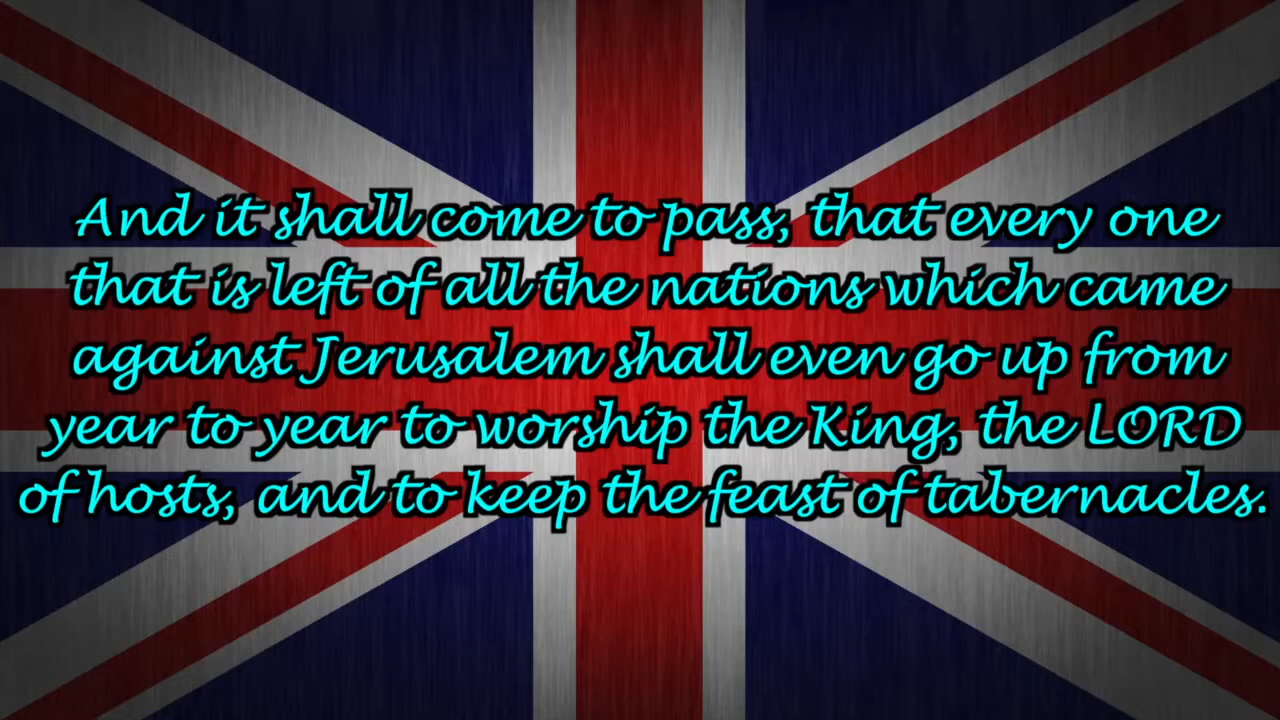 And it shall come to pass, that every one
that is left of all the nations which came
against Jerusalem shall even go up from
year to year to worship the King, the LORD
of hosts, and to keep the feast of tabernacles.